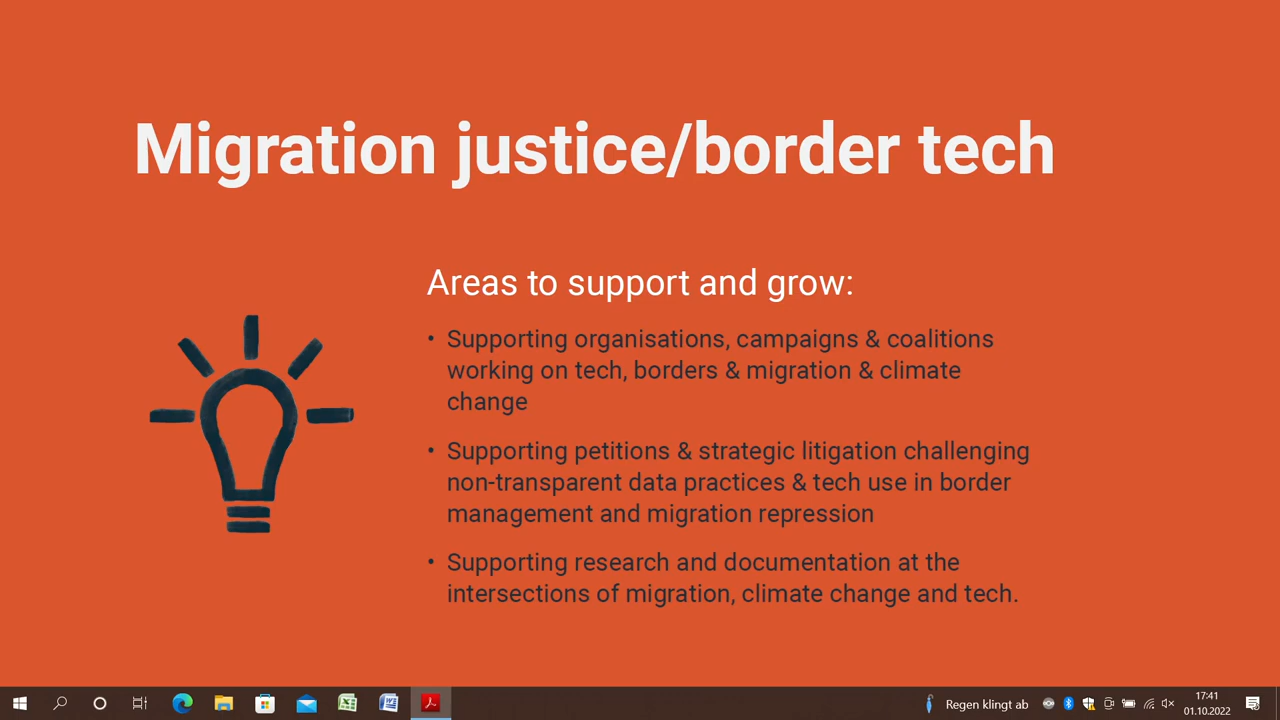 Migration justice/border tech
Areas to support and grow:
• Supporting organisations, campaigns & coalitions
working on tech, borders & migration & climate
change
• Supporting petitions & strategic litigation challenging
non-transparent data practices & tech use in border
management and migration repression
• Supporting research and documentation at the
intersections of migration, climate change and tech.
Regen klingt ab
17:41
01.10.2022